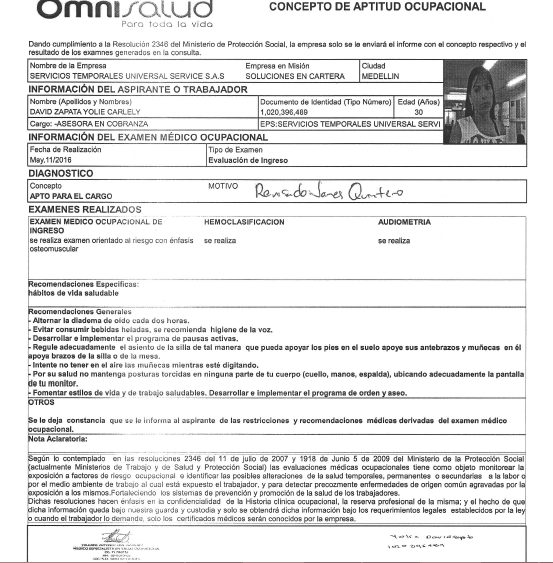 Omnisalud
Para toda la vida
CONCEPTO DE APTITUD OCUPACIONAL
Dando cumplimiento a la Resolución 2346 del Ministerio de Protección Social, la empresa solo se le enviará el informe con el concepto respectivo y el
resultado de los examnes generados en la consulta.
Nombre de la Empresa Empresa en Misión Ciudad
SERVICIOS TEMPORALES UNIVERSAL SERVICE S.A.S SOLUCIONES EN CARTERA MEDELLIN
INFORMACIÓN DEL ASPIRANTE O TRABAJADOR
Nombre (Apellidos y Nombres) Documento de Identidad (Tipo Número) Edad (Años)
DAVID ZAPATA YOLIE CARLELY 1,020,396,489 30
Cargo: -ASESORA EN COBRANZA EPS:SERVICIOS TEMPORALES UNIVERSAL SERVI
INFORMACIÓN DEL EXAMEN MÉDICO OCUPACIONAL
Fecha de Realización Tipo de Examen
May,11/2016 Evaluación de Ingreso
DIAGNOSTICO
Concepto MOTIVO
APTO PARA EL CARGO
EXAMENES REALIZADOS
EXAMEN MEDICO OCUPACIONAL DE HEMOCLASIFICACION AUDIOMETRIA
INGRESO
se realiza examen orientado al riesgo con énfasis se realiza se realiza
osteomuscular
Recomendaciones Especificas:
hábitos de vida saludable
Recomendaciones Generales
- Alternar la diadema de oído cada dos horas.
- Evitar consumir bebidas heladas, se recomienda higiene de la voz.
- Desarrollar e implementar el programa de pausas activas.
- Regule adecuadamente el asiento de la silla de tal manera que pueda apoyar los pies en el suelo apoye sus antebrazos y muñecas en él
apoya brazos de la silla o de la mesa.
- Intente no tener en el aire las muñecas mientras esté digitando.
- Por su salud no mantenga posturas torcidas en ninguna parte de tu cuerpo (cuello, manos, espalda), ubicando adecuadamente la pantalla
de tu monitor.
- Fomentar estilos de vida y de trabajo saludables. Desarrollar e implementar el programa de orden y aseo.
OTROS
Se le deja constancia que se le informa al aspirante de las restricciones y recomendaciones médicas derivadas del examen médico
ocupacional.
Nota Aclaratoria:
Según lo contemplado en las resoluciones 2346 del 11 de julio de 2007 y 1918 de Junio 5 de 2009 del Ministerio de la Protección Social
(actualmente Ministerios de Trabajo y de Salud y Protección Social) las evaluaciones médicas ocupacionales tiene como objeto monitorear la
exposición a factores de riesgo ocupacional e identificar las posibles alteraciones de la salud temporales, permanentes o secundarias a la labor o
por el medio ambiente de trabajo al cual está expuesto el trabajador, y para detectar precozmente enfermedades de origen común agravadas por la
exposición a los mismos.Fortaleciendo los sistemas de prevención y promoción de la salud de los trabajadores.
Dichas resoluciones hacen énfasis en la confidencialidad de la Historia clínica ocupacional, la reserva profesional de la misma; y el hecho de que
dicha información queda bajo nuestra guarda y custodia y solo se obtendrá dicha información bajo los requerimientos legales establecidos por la ley
o cuando el trabajador lo demande, solo los certificados médicos serán conocidos por la empresa.